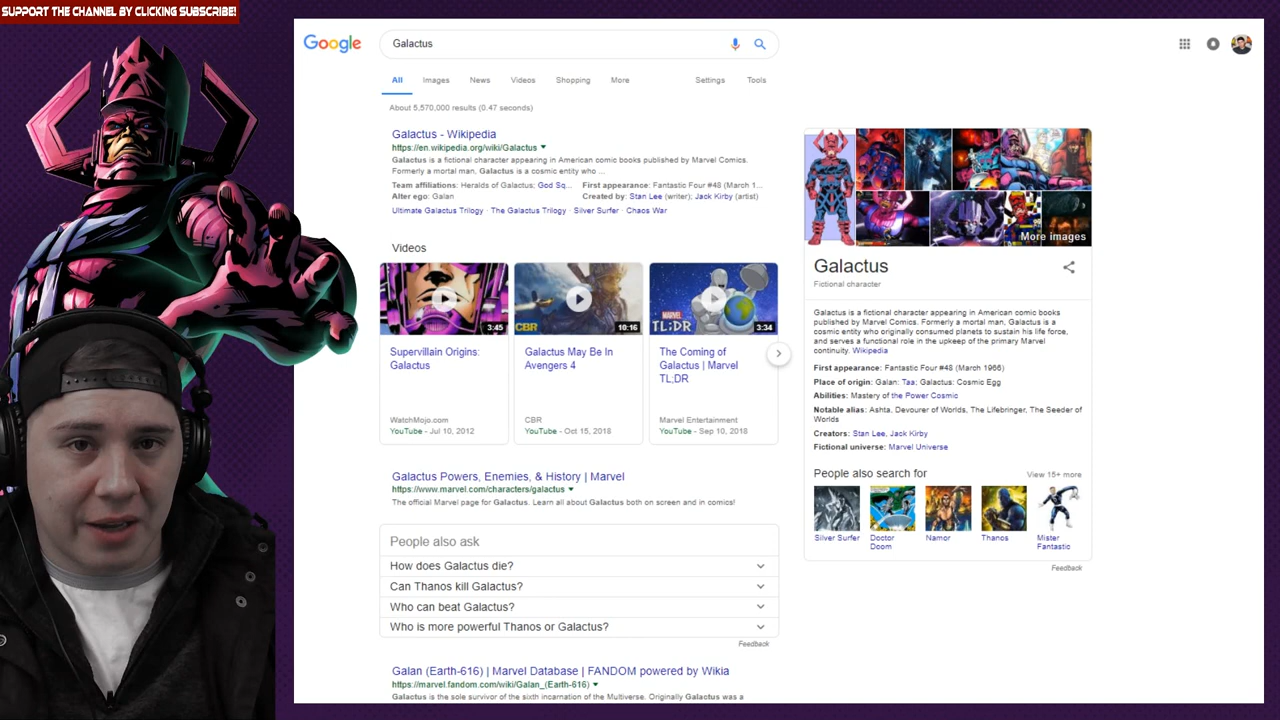 SUPPORT THE CHANNEL BY CLICKING SUBSCRIBE!
Google
Galactus
All Images News Videos Shopping More Settings Tools
About 5,570,000 results (0.47 seconds)
Galactus - Wikipedia
https://en.wikipedia.org/wiki/Galactus
Galactus is a fictional character appearing in American comic books published by Marvel Comics.
Formerly a mortal man, Galactus is a cosmic entity who ...
Team affiliations: Heralds of Galactus; God Sq... First appearance: Fantastic Four #48 (March 1...
Alter ego: Galan Created by: Stan Lee (writer); Jack Kirby (artist)
Ultimate Galactus Trilogy · The Galactus Trilogy · Silver Surfer · Chaos War
Videos
3:45
CBR 10:16
MARVEL
TL;DR 3:34
Supervillain Origins:
Galactus
WatchMojo.com
YouTube - Jul 10, 2012
Galactus May Be In
Avengers 4
CBR
YouTube - Oct 15, 2018
The Coming of
Galactus | Marvel
TL;DR
Marvel Entertainment
YouTube - Sep 10, 2018
Galactus Powers, Enemies, & History | Marvel
https://www.marvel.com/characters/galactus
The official Marvel page for Galactus. Learn all about Galactus both on screen and in comics!
People also ask
How does Galactus die?
Can Thanos kill Galactus?
Who can beat Galactus?
Who is more powerful Thanos or Galactus?
Feedback
Galan (Earth-616) | Marvel Database | FANDOM powered by Wikia
https://marvel.fandom.com/wiki/Galan_(Earth-616)
Galactus is the sole survivor of the sixth incarnation of the Multiverse. Originally Galactus was a
More images
Galactus
Fictional character
Galactus is a fictional character appearing in American comic books
published by Marvel Comics. Formerly a mortal man, Galactus is a
cosmic entity who originally consumed planets to sustain his life force,
and serves a functional role in the upkeep of the primary Marvel
continuity. Wikipedia
First appearance: Fantastic Four #48 (March 1966)
Place of origin: Galan: Taa; Galactus: Cosmic Egg
Abilities: Mastery of the Power Cosmic
Notable alias: Ashta, Devourer of Worlds, The Lifebringer, The Seeder of
Worlds
Creators: Stan Lee, Jack Kirby
Fictional universe: Marvel Universe
People also search for View 15+ more
Silver Surfer
Doctor
Doom
Namor
Thanos
Mister
Fantastic
Feedback